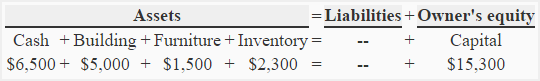 Assets = Liabilities + Owner's equity
Cash + Building + Furniture + Inventory = -- + Capital
$6,500 + $5,000 + $1,500 + $2,300 = -- + $15,300